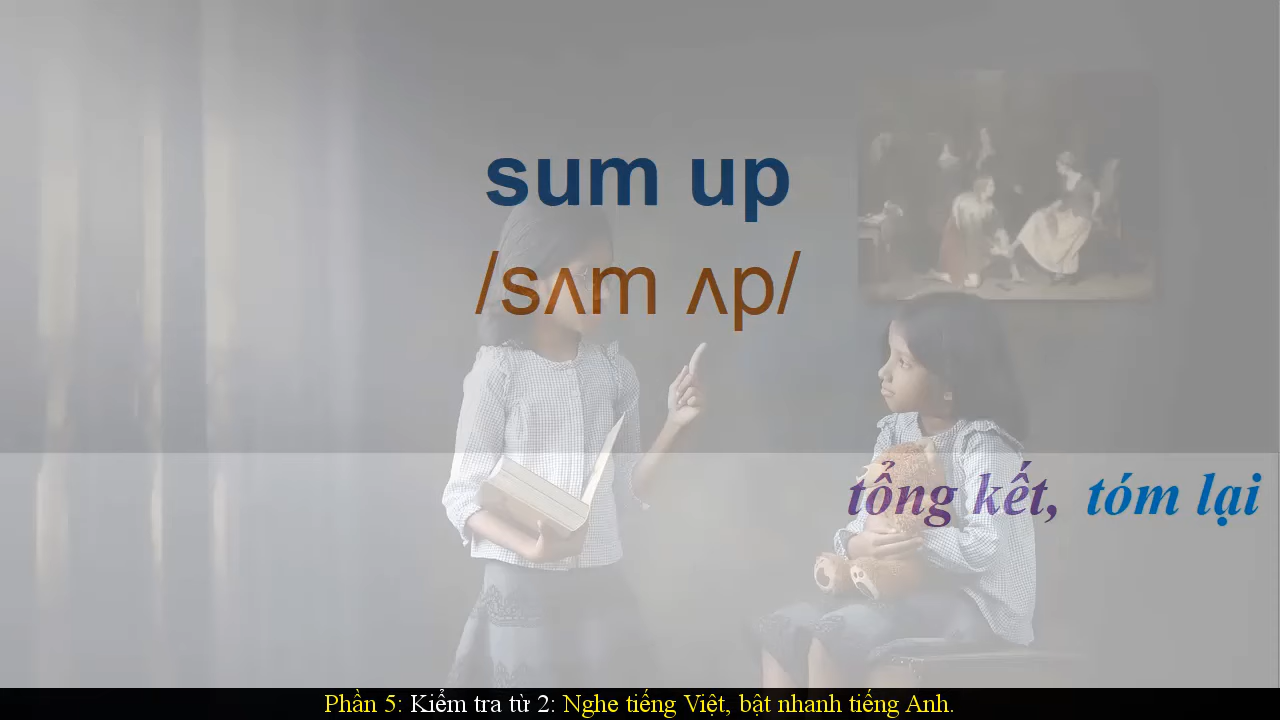 sum up
/sʌm ʌp/
tổng kết, tóm lại
Phần 5: Kiểm tra từ 2: Nghe tiếng Việt, bật nhanh tiếng Anh.